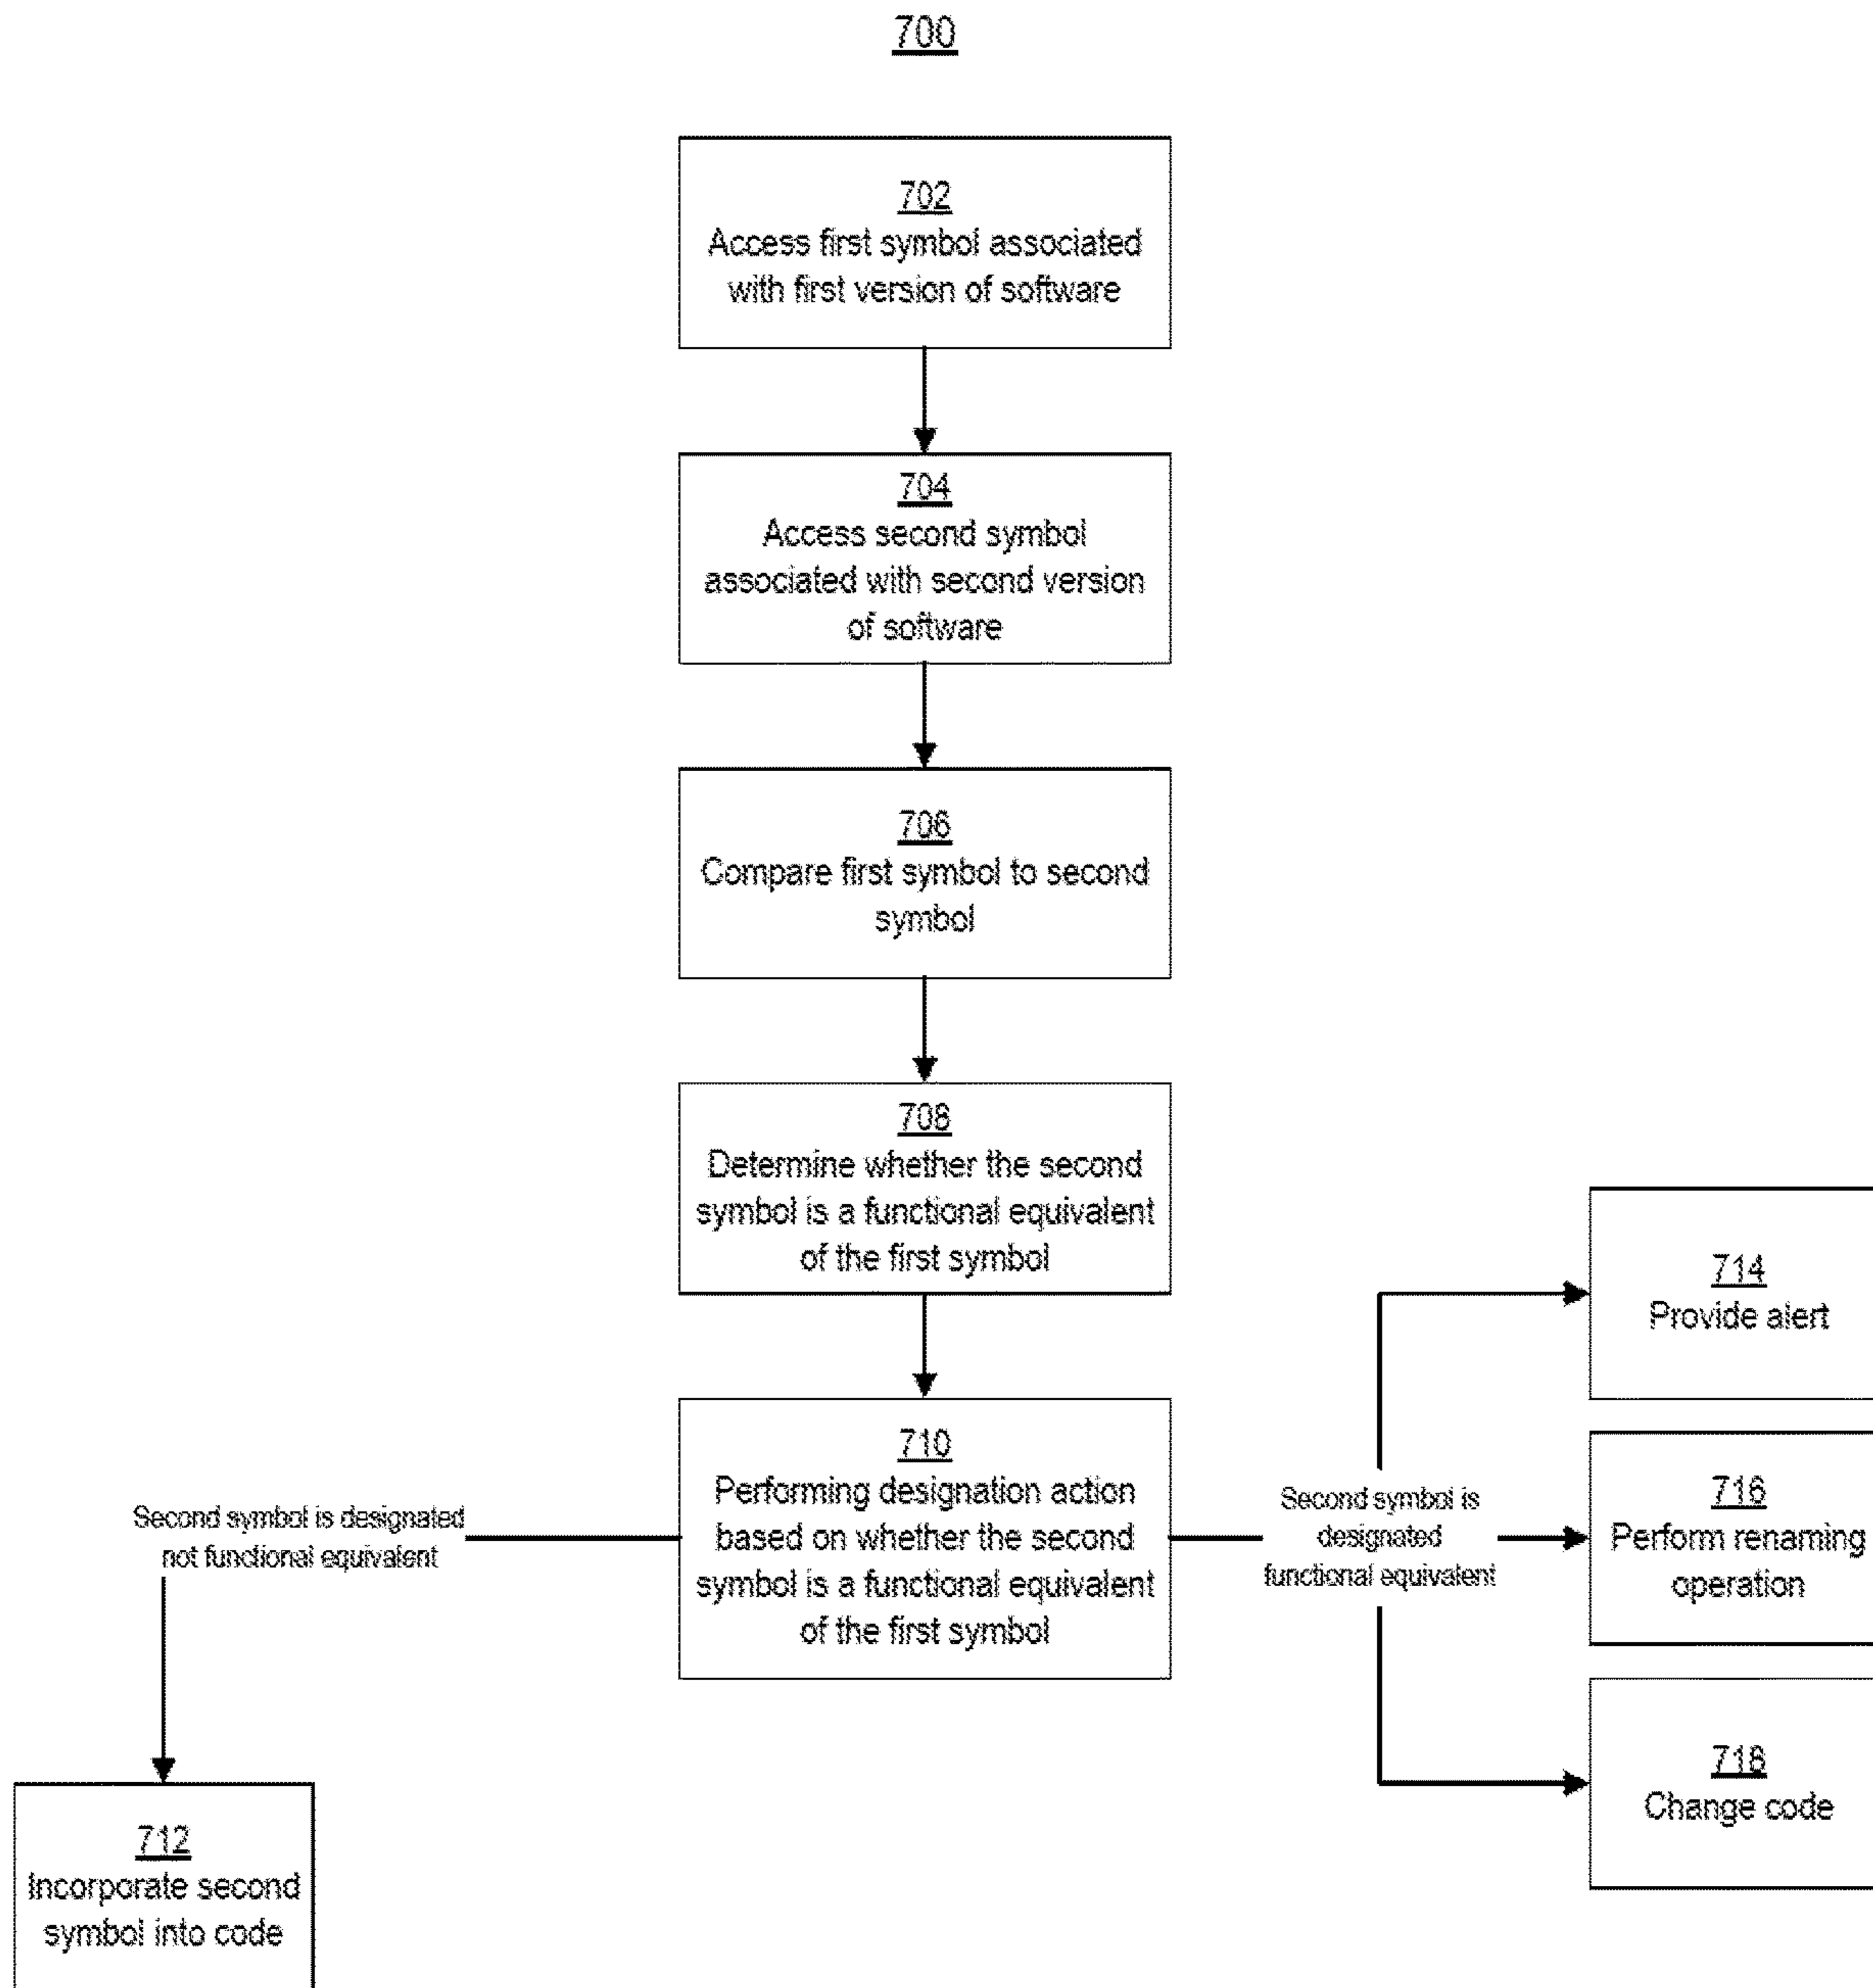 700
702
Access first symbol associated
with first version of software
704
Access second symbol
associated with second version
of software
706
Compare first symbol to second
symbol
708
Determine whether the second
symbol is a functional equivalent
of the first symbol
710
Performing designation action
based on whether the second
symbol is a functional equivalent
of the first symbol
Second symbol is designated
not functional equivalent
712
Incorporate second
symbol into code
Second symbol is
designated
functional equivalent
714
Provide alert
716
Perform renaming
operation
718
Change code